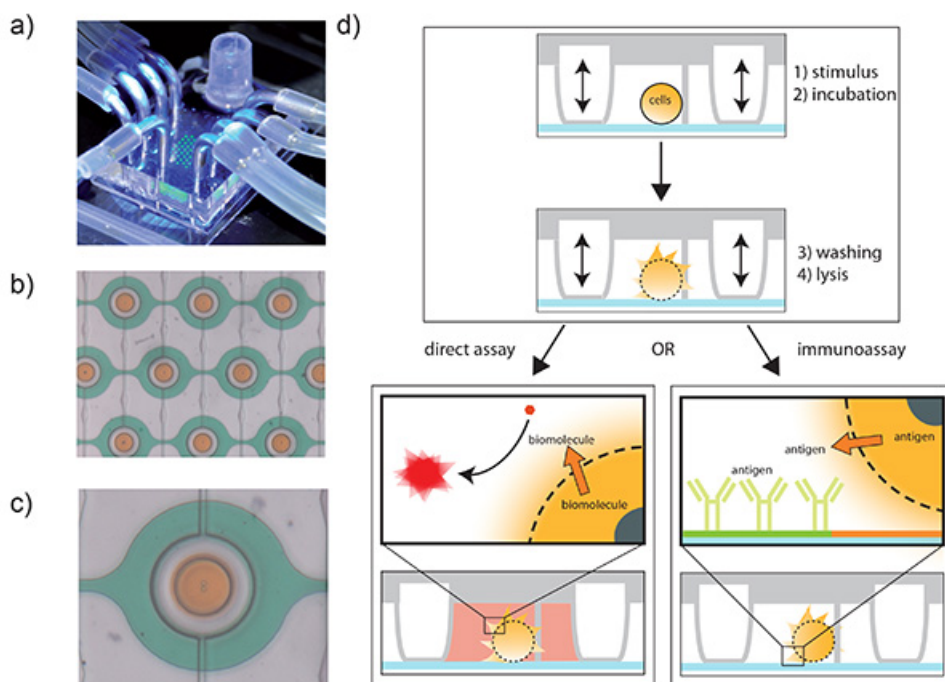 a)
b)
c)
d)
cells
1) stimulus
2) incubation
3) washing
4) lysis
direct assay
OR
immunoassay
biomolecule
biomolecule
antigen
antigen
antigen